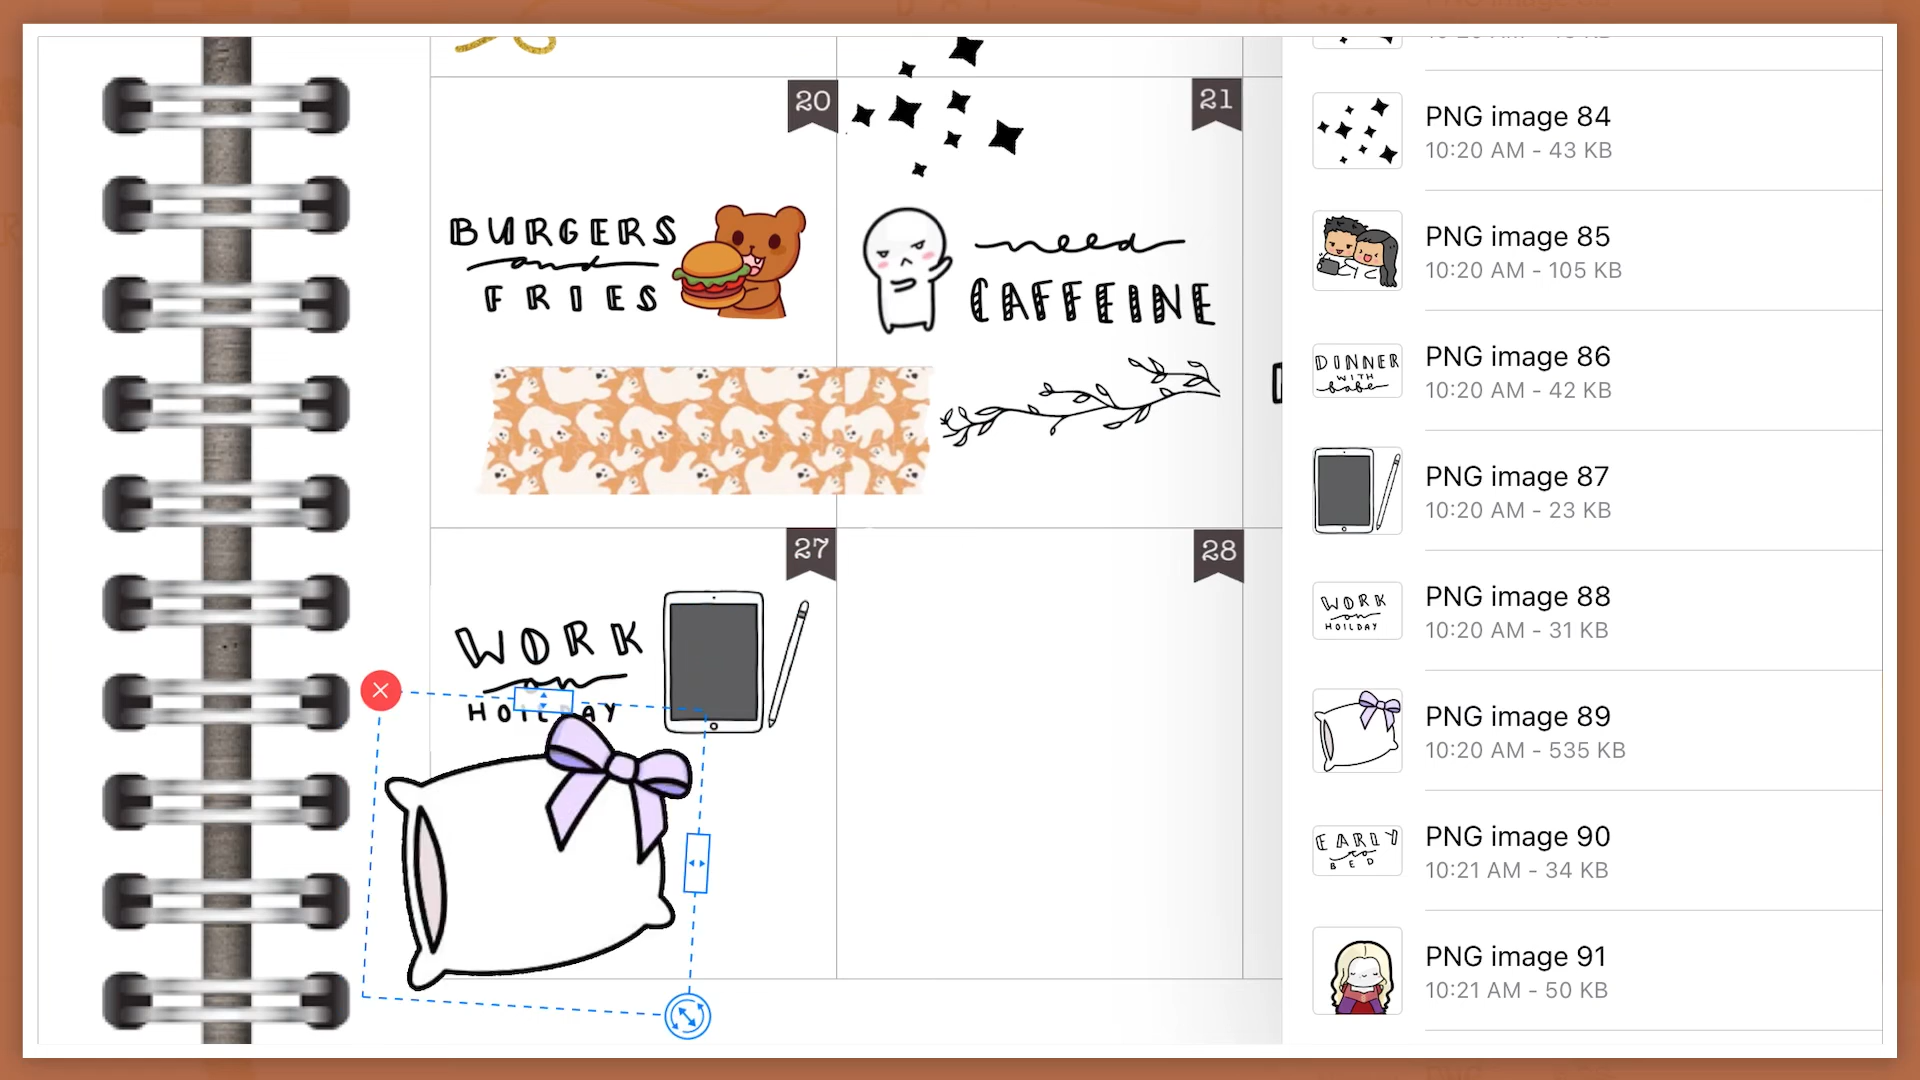 20
21
BURGERS
and
FRIES
need
CAFFEINE
27
28
WORK
on
HOILDAY
PNG image 84
10:20 AM - 43 KB
PNG image 85
10:20 AM - 105 KB
DINNER
WITH
babe
PNG image 86
10:20 AM - 42 KB
PNG image 87
10:20 AM - 23 KB
WORK
on
HOILDAY
PNG image 88
10:20 AM - 31 KB
PNG image 89
10:20 AM - 535 KB
EARLY
to
BED
PNG image 90
10:21 AM - 34 KB
PNG image 91
10:21 AM - 50 KB